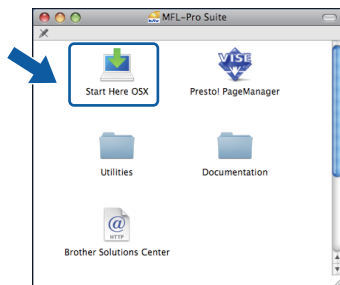 MFL-Pro Suite
Start Here OSX
Presto! PageManager
VISE
Utilities
Documentation
@
HTTP
Brother Solutions Center